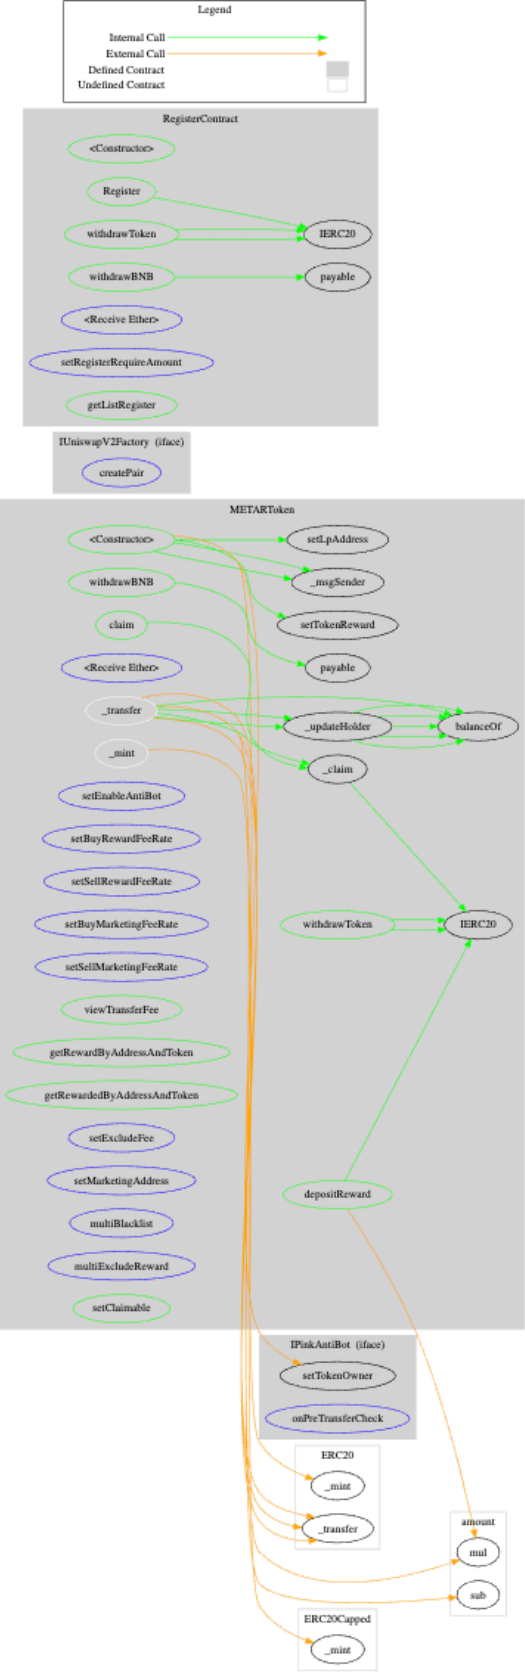 Legend
Internal Call
External Call
Defined Contract
Undefined Contract
RegisterContract
<Constructor>
Register
withdrawToken
IERC20
withdrawBNB
payable
<Receive Ether>
setRegisterRequireAmount
getListRegister
IUniswapV2Factory (iface)
createPair
METARToken
<Constructor>
setLpAddress
withdrawBNB
_msgSender
claim
setTokenReward
<Receive Ether>
payable
_transfer
_updateHolder
balanceOf
_mint
_claim
setEnableAntiBot
setBuyRewardFeeRate
setSellRewardFeeRate
setBuyMarketingFeeRate
withdrawToken
IERC20
setSellMarketingFeeRate
viewTransferFee
getRewardByAddressAndToken
getRewardedByAddressAndToken
setExcludeFee
setMarketingAddress
depositReward
multiBlacklist
multiExcludeReward
setClaimable
IPinkAntiBot (iface)
setTokenOwner
onPreTransferCheck
ERC20
_mint
_transfer
amount
mul
sub
ERC20Capped
_mint